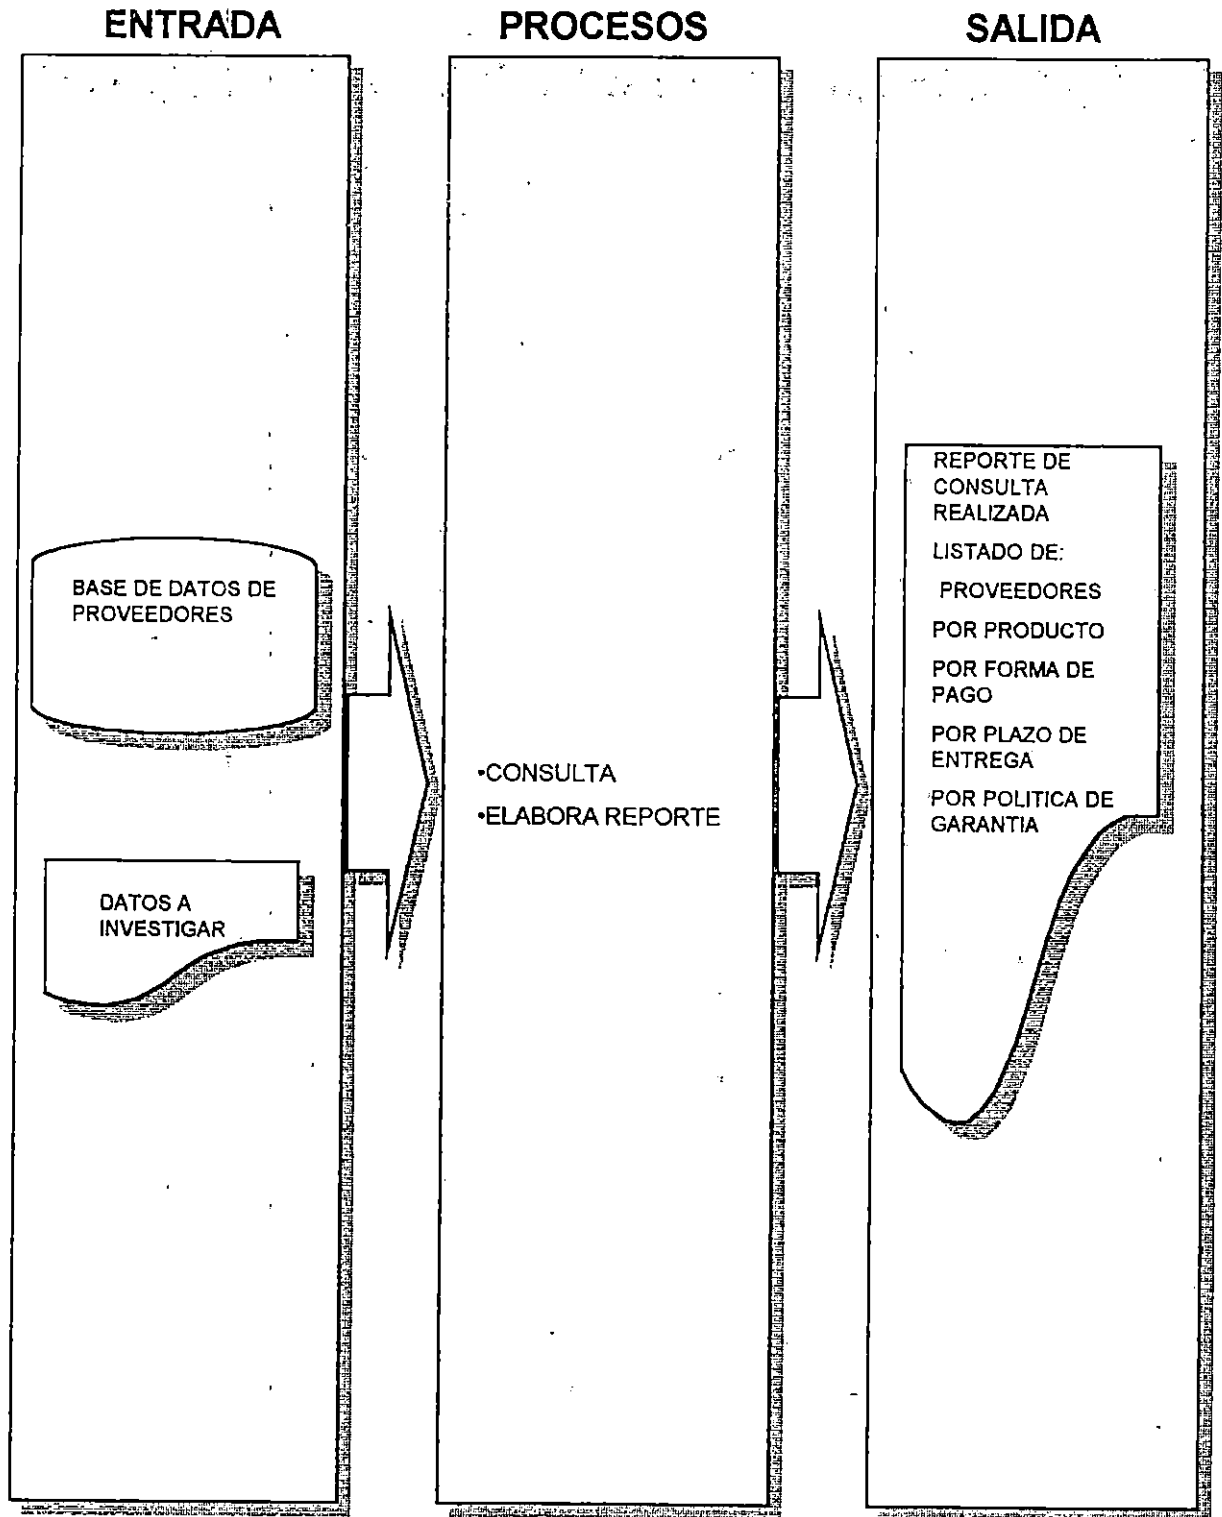 ENTRADA
PROCESOS
SALIDA
BASE DE DATOS DE
PROVEEDORES
DATOS A
INVESTIGAR
•CONSULTA
•ELABORA REPORTE
REPORTE DE
CONSULTA
REALIZADA
LISTADO DE:
PROVEEDORES
POR PRODUCTO
POR FORMA DE
PAGO
POR PLAZO DE
ENTREGA
POR POLITICA DE
GARANTIA